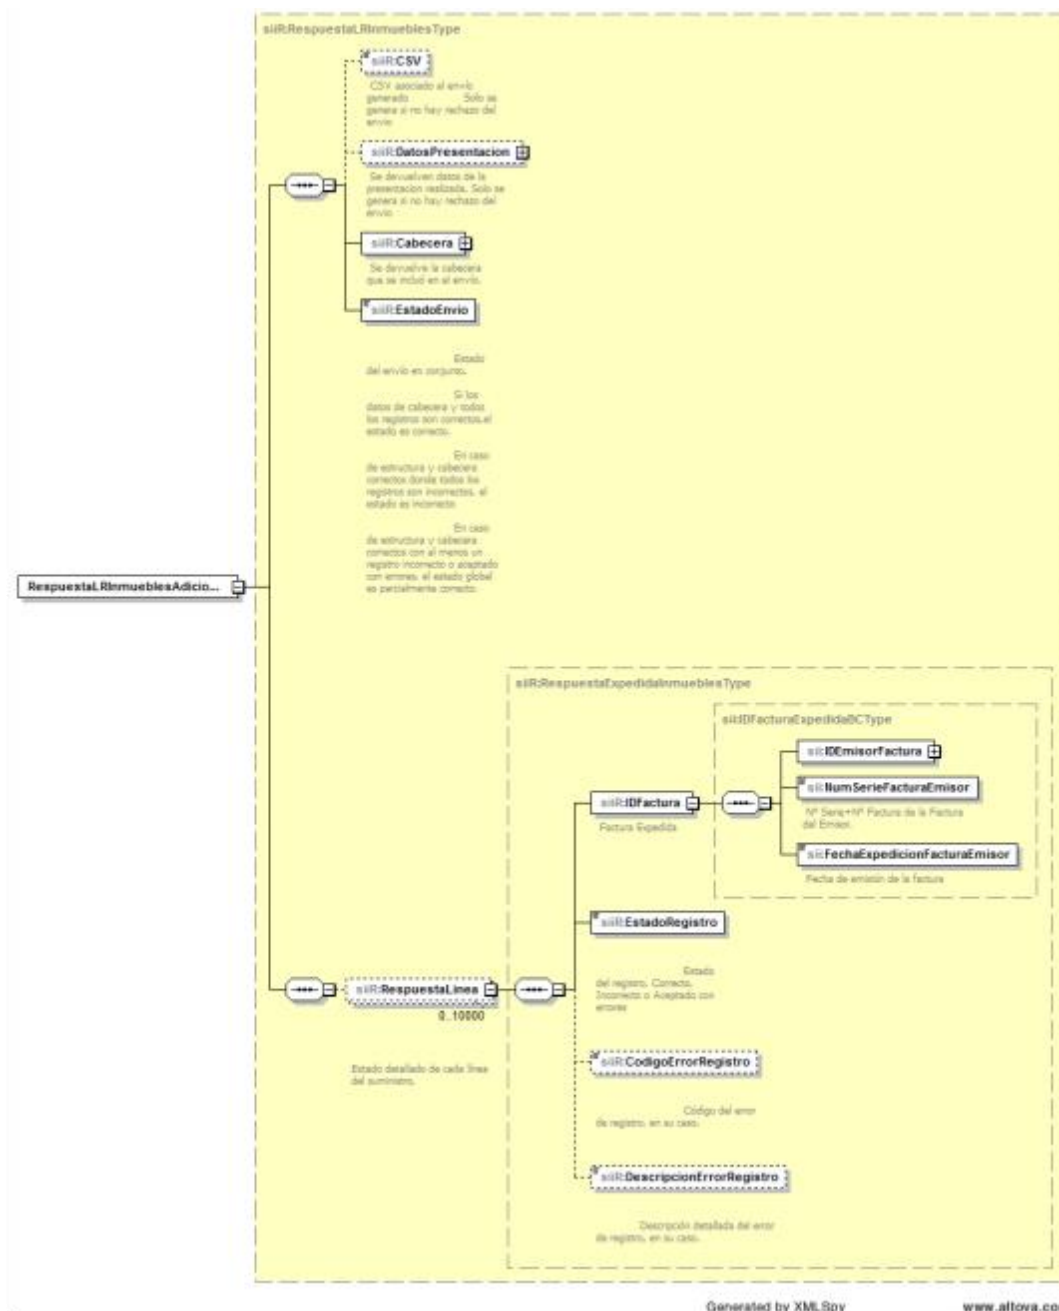 siiR:RespuestaLRInmueblesType
siiR:CSV
CSV asociado al envío
generado Solo se
genera si no hay rechazo del
envio
siiR:DatosPresentacion
Se devuelven datos de la
presentacion realizada. Solo se
genera si no hay rechazo del
envio
siiR:Cabecera
Se devuelve la cabecera
que se incluó en el envío.
siiR:EstadoEnvio
Estado
del envío en conjunto.
Si los
datos de cabecera y todos
los registros son correctos,el
estado es correcto.
En caso
de estructura y cabecera
correctos donde todos los
registros son incorrectos, el
estado es incorrecto
En caso
de estructura y cabecera
correctos con al menos un
registro incorrecto o aceptado
con errores, el estado global
es parcialmente correcto.
RespuestaLRInmueblesAdicio...
siiR:RespuestaExpedidaInmueblesType
sii:IDFacturaExpedidaBCType
sii:IDEmisorFactura
sii:NumSerieFacturaEmisor
Nº Serie+Nº Factura de la Factura
del Emisor.
sii:FechaExpedicionFacturaEmisor
Fecha de emisión de la factura
siiR:IDFactura
Factura Expedida
siiR:EstadoRegistro
Estado
del registro. Correcto,
Incorrecto o Aceptado con
errores
siiR:RespuestaLinea
0..10000
Estado detallado de cada línea
del suministro.
siiR:CodigoErrorRegistro
Código del error
de registro, en su caso.
siiR:DescripcionErrorRegistro
Descripción detallada del error
de registro, en su caso.
Generated by XMLSpy
www.altova.co